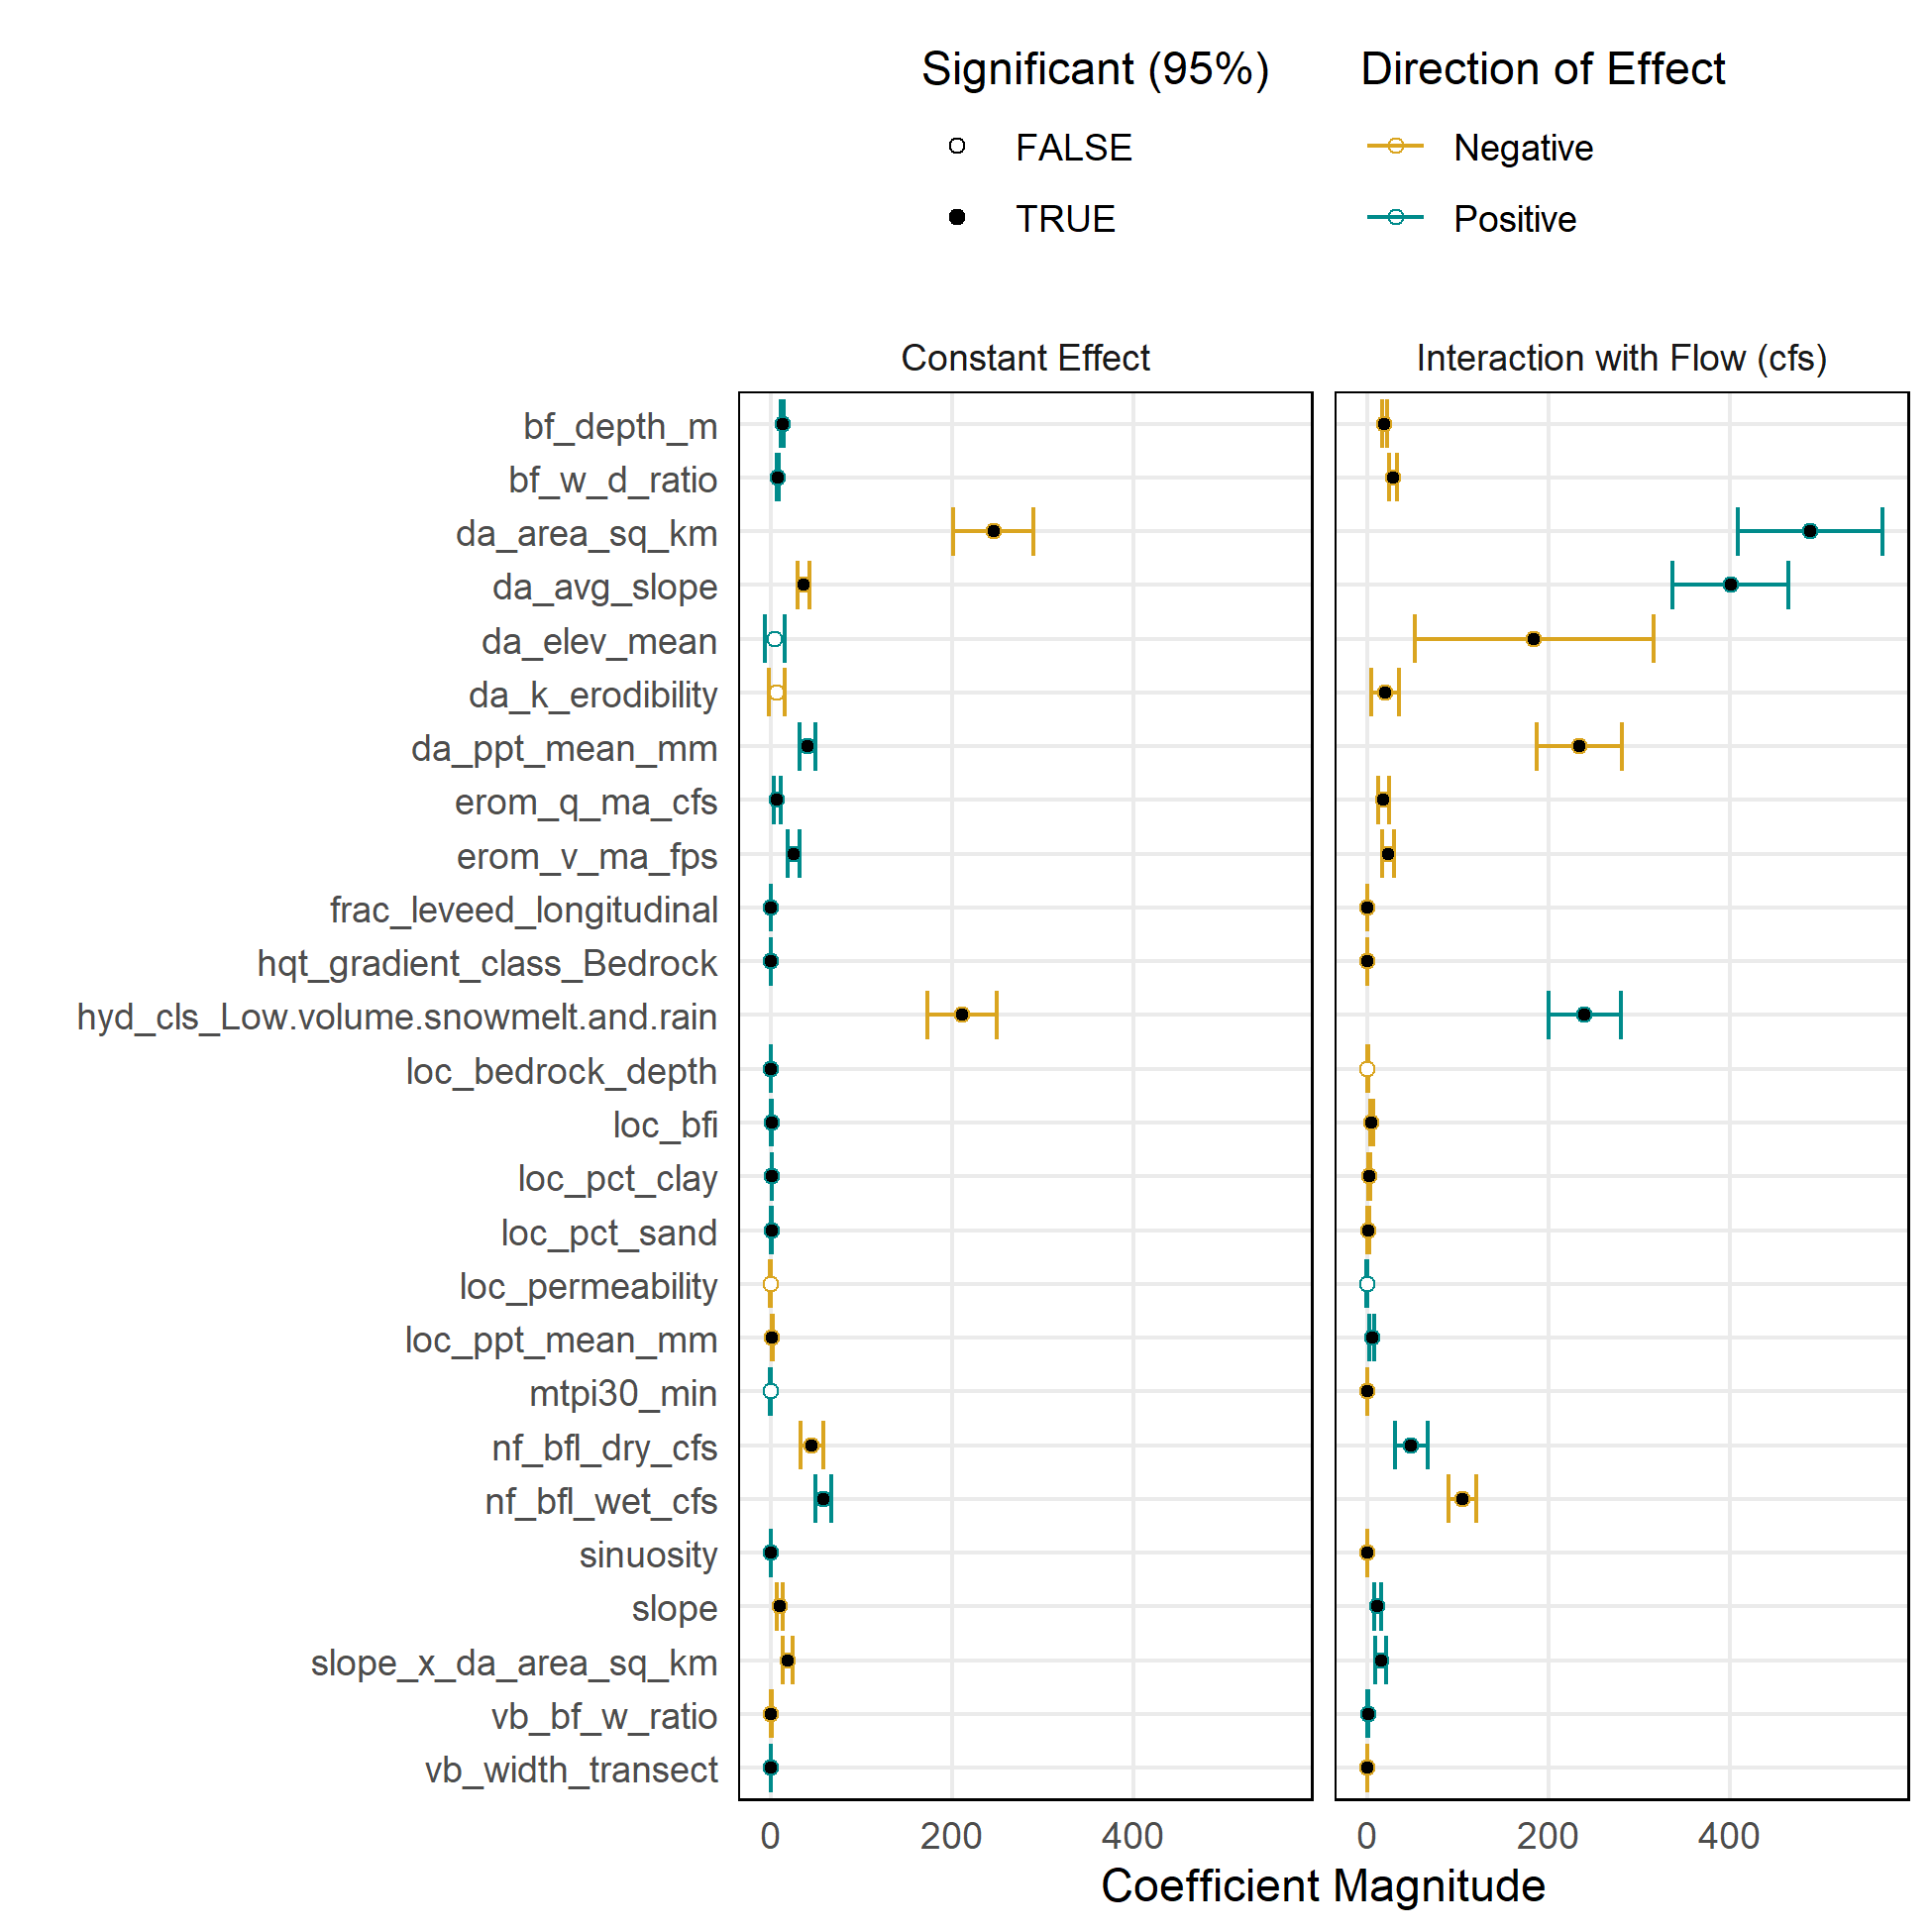 Significant (95%) Direction of Effect
FALSE Negative
TRUE Positive
Constant Effect Interaction with Flow (cfs)
bf_depth_m
bf_w_d_ratio
da_area_sq_km
da_avg_slope
da_elev_mean
da_k_erodibility
da_ppt_mean_mm
erom_q_ma_cfs
erom_v_ma_fps
frac_leveed_longitudinal
hqt_gradient_class_Bedrock
hyd_cls_Low.volume.snowmelt.and.rain
loc_bedrock_depth
loc_bfi
loc_pct_clay
loc_pct_sand
loc_permeability
loc_ppt_mean_mm
mtpi30_min
nf_bfl_dry_cfs
nf_bfl_wet_cfs
sinuosity
slope
slope_x_da_area_sq_km
vb_bf_w_ratio
vb_width_transect
0 200 400 0 200 400
Coefficient Magnitude